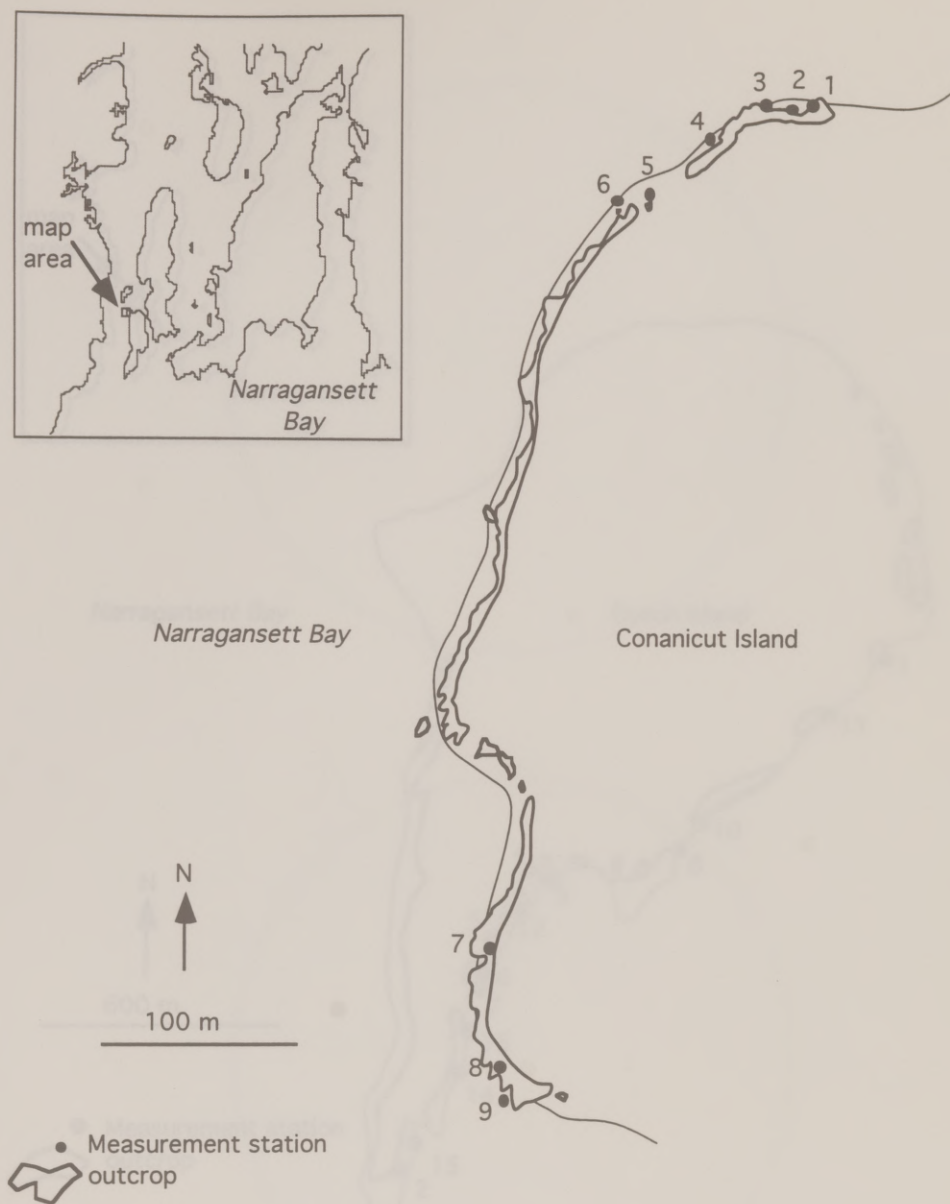 map
area
Narragansett
Bay
3 2 1
4
5
6
Narragansett Bay
Conanicut Island
N
100 m
7
8
9
Measurement station
outcrop